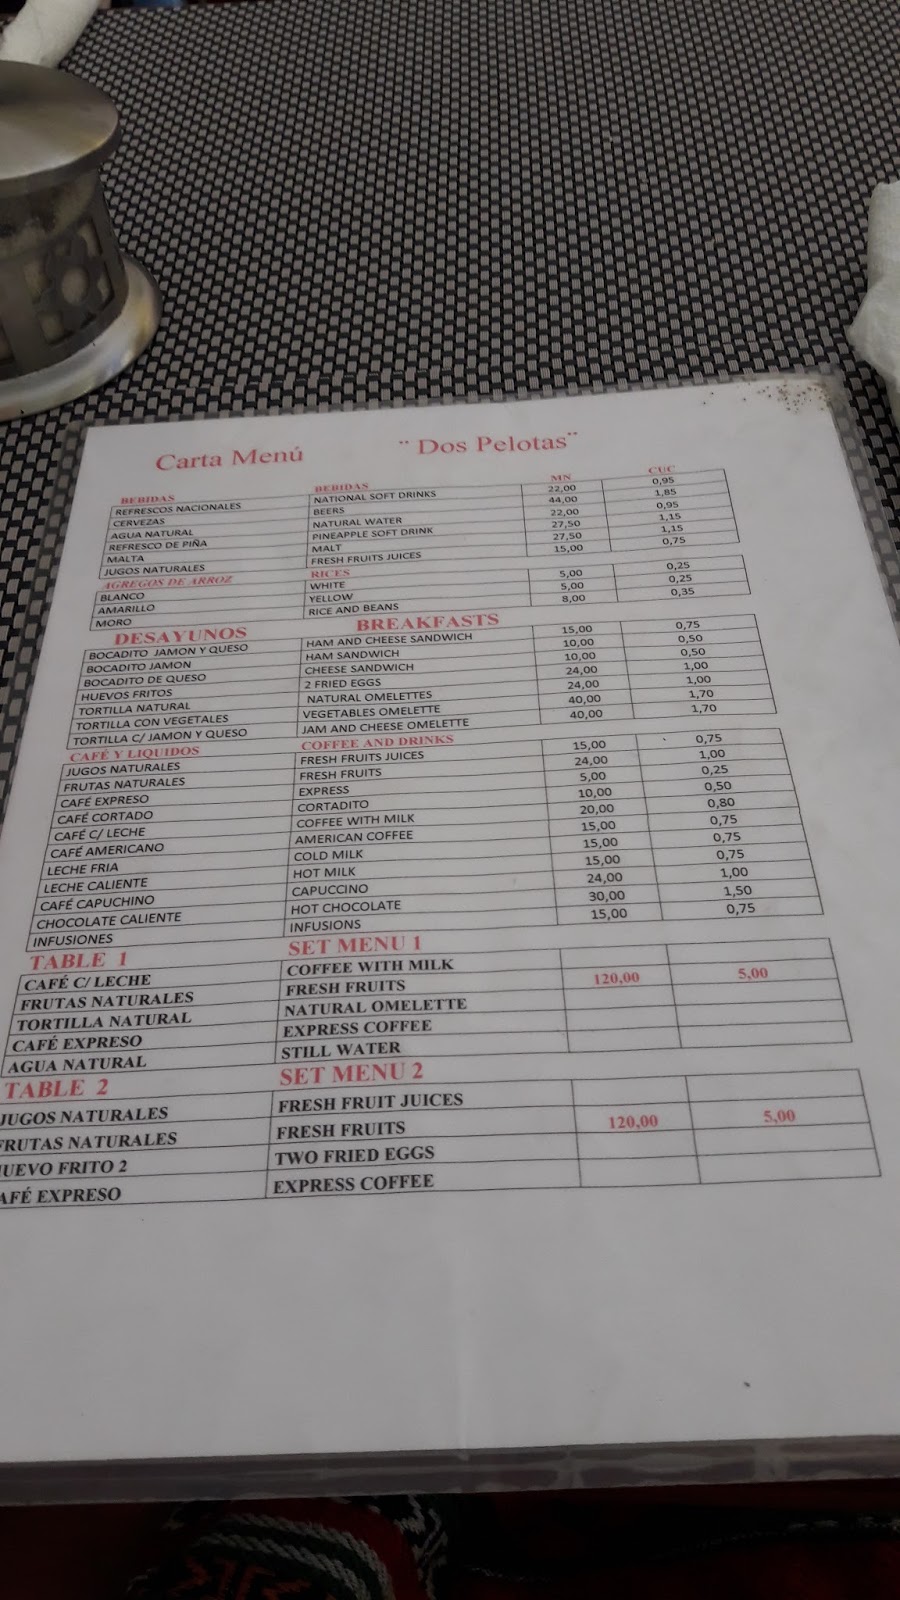 Carta Menú ¨ Dos Pelotas¨
BEBIDAS BEBIDAS MN CUC
REFRESCOS NACIONALES NATIONAL SOFT DRINKS 22,00 0,95
CERVEZAS BEERS 44,00 1,85
AGUA NATURAL NATURAL WATER 22,00 0,95
REFRESCO DE PIÑA PINEAPPLE SOFT DRINK 27,50 1,15
MALTA MALT 27,50 1,15
JUGOS NATURALES FRESH FRUITS JUICES 15,00 0,75
AGREGOS DE ARROZ RICES
BLANCO WHITE 5,00 0,25
AMARILLO YELLOW 5,00 0,25
MORO RICE AND BEANS 8,00 0,35
DESAYUNOS BREAKFASTS
BOCADITO JAMON Y QUESO HAM AND CHEESE SANDWICH 15,00 0,75
BOCADITO JAMON HAM SANDWICH 10,00 0,50
BOCADITO DE QUESO CHEESE SANDWICH 10,00 0,50
HUEVOS FRITOS 2 FRIED EGGS 24,00 1,00
TORTILLA NATURAL NATURAL OMELETTES 24,00 1,00
TORTILLA CON VEGETALES VEGETABLES OMELETTE 40,00 1,70
TORTILLA C/ JAMON Y QUESO JAM AND CHEESE OMELETTE 40,00 1,70
CAFÉ Y LIQUIDOS COFFEE AND DRINKS
JUGOS NATURALES FRESH FRUITS JUICES 15,00 0,75
FRUTAS NATURALES FRESH FRUITS 24,00 1,00
CAFÉ EXPRESO EXPRESS 5,00 0,25
CAFÉ CORTADO CORTADITO 10,00 0,50
CAFÉ C/ LECHE COFFEE WITH MILK 20,00 0,80
CAFÉ AMERICANO AMERICAN COFFEE 15,00 0,75
LECHE FRIA COLD MILK 15,00 0,75
LECHE CALIENTE HOT MILK 15,00 0,75
CAFÉ CAPUCHINO CAPUCCINO 24,00 1,00
CHOCOLATE CALIENTE HOT CHOCOLATE 30,00 1,50
INFUSIONES INFUSIONS 15,00 0,75
TABLE 1 SET MENU 1
CAFÉ C/ LECHE COFFEE WITH MILK
FRUTAS NATURALES FRESH FRUITS 120,00 5,00
TORTILLA NATURAL NATURAL OMELETTE
CAFÉ EXPRESO EXPRESS COFFEE
AGUA NATURAL STILL WATER
TABLE 2 SET MENU 2
JUGOS NATURALES FRESH FRUIT JUICES
FRUTAS NATURALES FRESH FRUITS 120,00 5,00
UEVO FRITO 2 TWO FRIED EGGS
AFÉ EXPRESO EXPRESS COFFEE